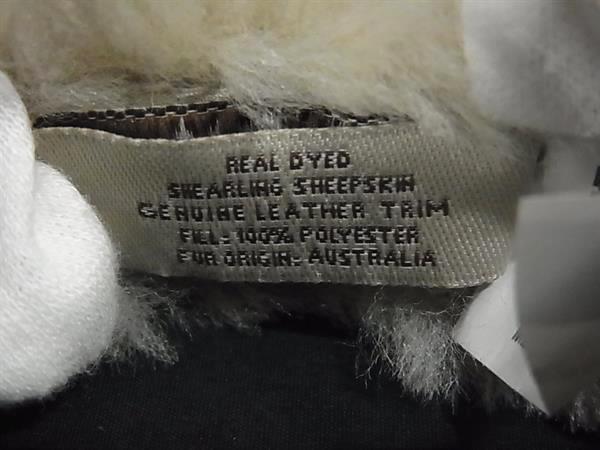 REAL DYED
SHEARLING SHEEPSKIN
GENUINE LEATHER TRIM
FILL: 100% POLYESTER
FUR ORIGIN: AUSTRALIA